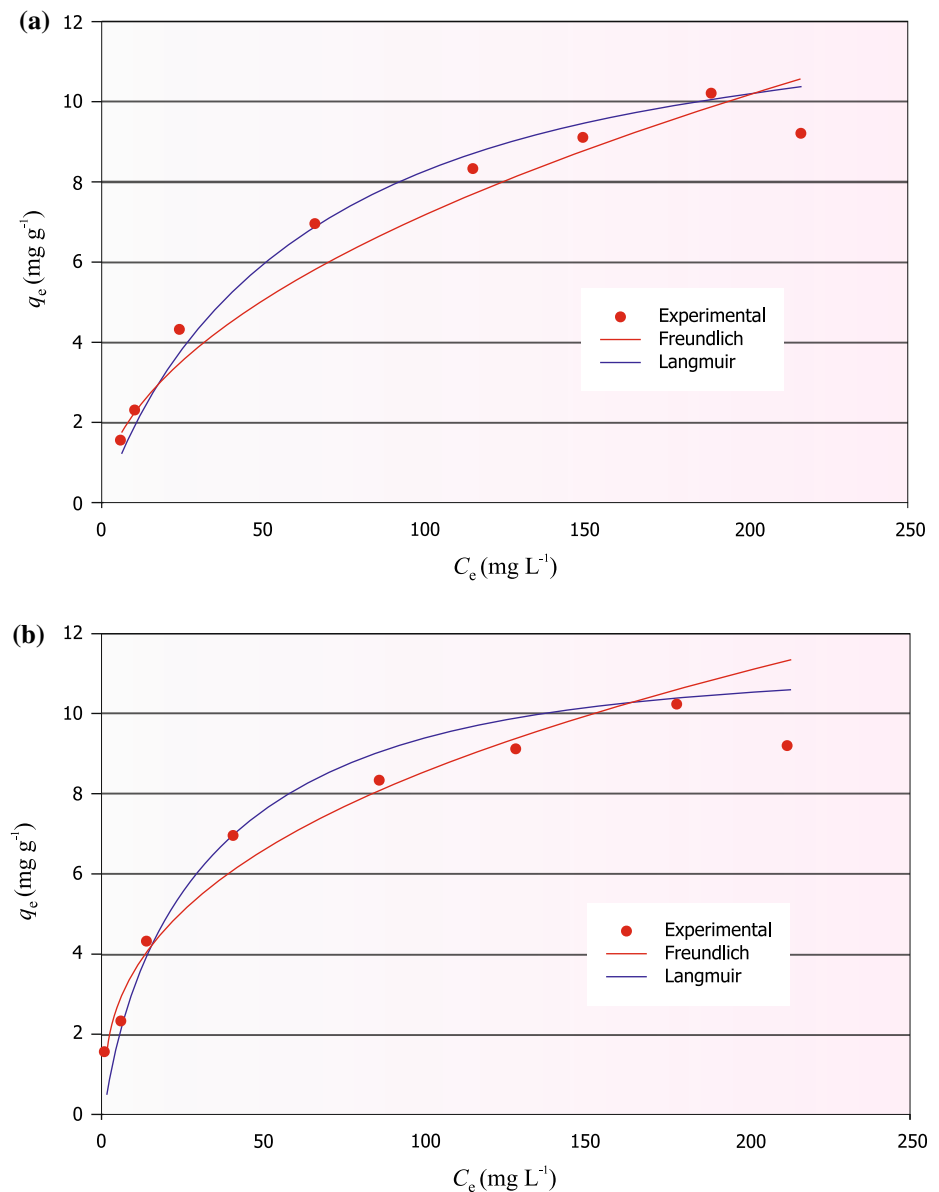 (a)
12
10
8
6
4
2
0
qe (mg g-1)
0 50 100 150 200 250
Ce (mg L-1)
Experimental
Freundlich
Langmuir
(b)
12
10
8
6
4
2
0
qe (mg g-1)
0 50 100 150 200 250
Ce (mg L-1)
Experimental
Freundlich
Langmuir